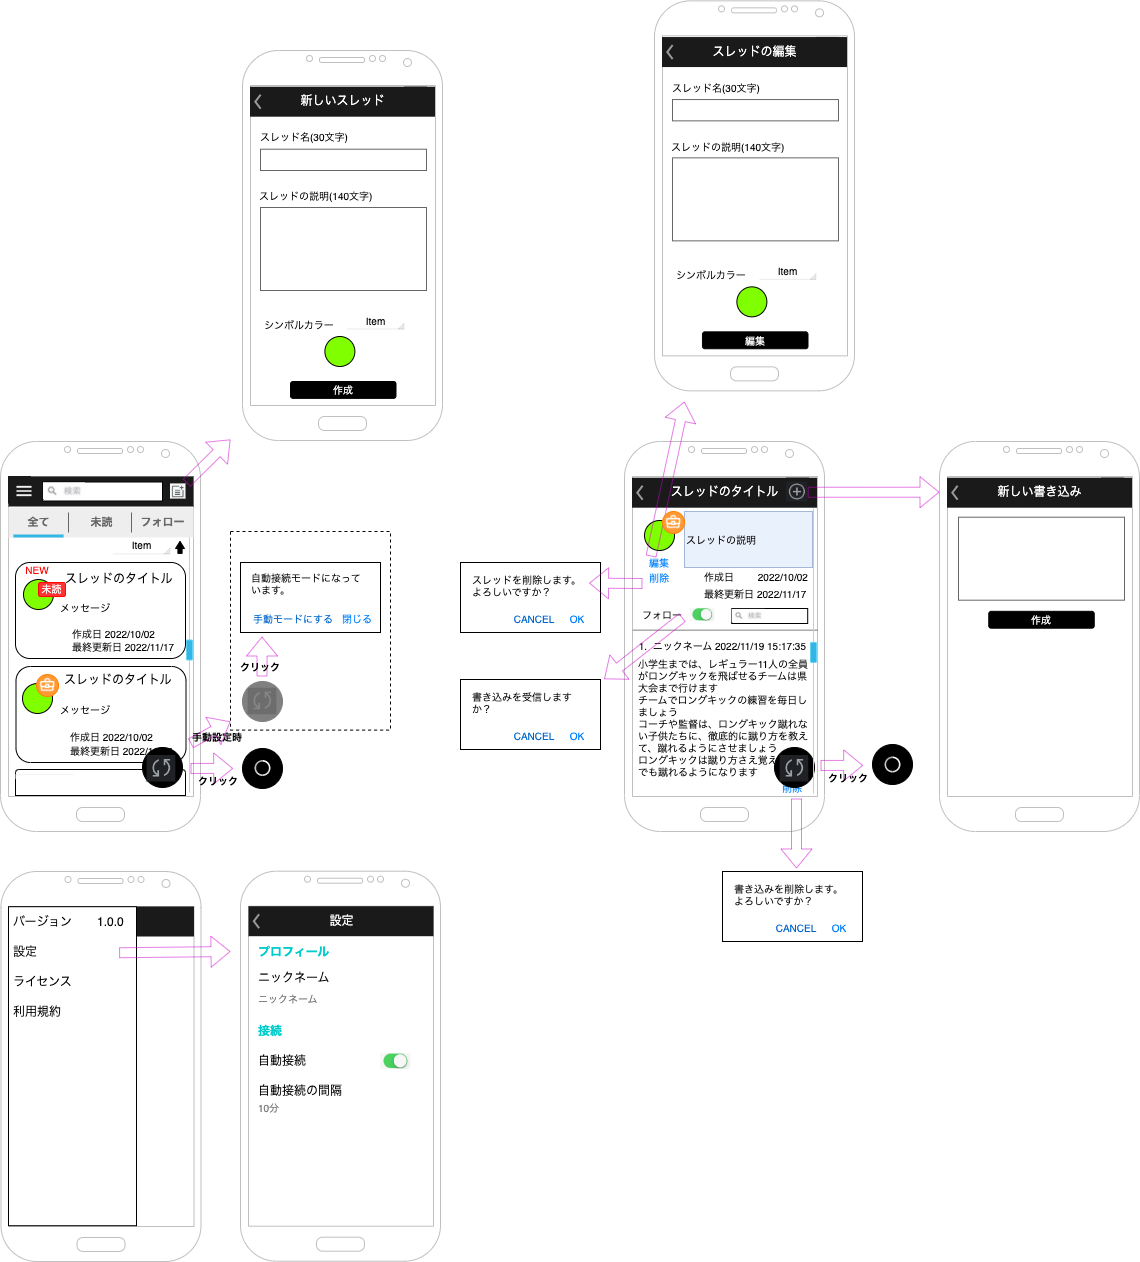 新しいスレッド
スレッド名(30文字)
スレッドの説明(140文字)
シンボルカラー
Item
作成
スレッドの編集
スレッド名(30文字)
スレッドの説明(140文字)
シンボルカラー
Item
編集
検索
全て
未読
フォロー
Item
NEW
未読
スレッドのタイトル
メッセージ
作成日 2022/10/02
最終更新日 2022/11/17
スレッドのタイトル
メッセージ
作成日 2022/10/02
最終更新日 2022/1
自動接続モードになって
います。
手動モードにする 閉じる
クリック
手動設定時
クリック
スレッドを削除します。
よろしいですか?
CANCEL OK
書き込みを受信します
か?
CANCEL OK
スレッドのタイトル
スレッドの説明
編集
削除
作成日 2022/10/02
最終更新日 2022/11/17
フォロー
検索
1. ニックネーム 2022/11/19 15:17:35
小学生までは、レギュラー11人の全員
がロングキックを飛ばせるチームは県
大会まで行けます
チームでロングキックの練習を毎日し
ましょう
コーチや監督は、ロングキック蹴れな
い子供たちに、徹底的に蹴り方を教え
て、蹴れるようにさせましょう
ロングキックは蹴り方さえ覚え
でも蹴れるようになります
削除
クリック
新しい書き込み
作成
書き込みを削除します。
よろしいですか?
CANCEL OK
バージョン 1.0.0
設定
ライセンス
利用規約
設定
プロフィール
ニックネーム
ニックネーム
接続
自動接続
自動接続の間隔
10分